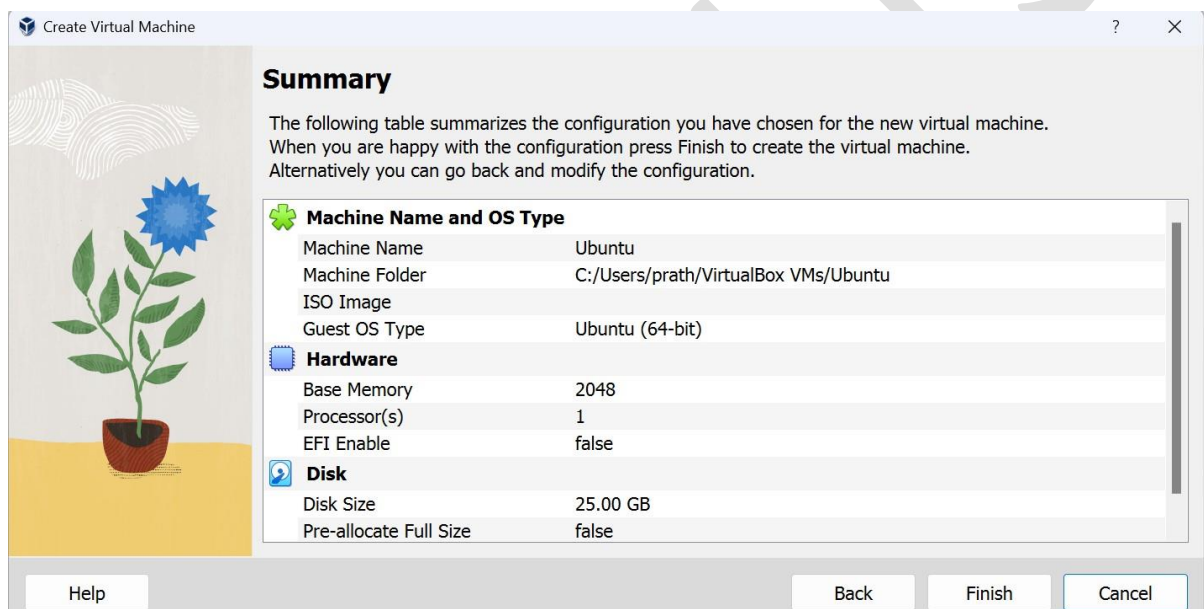 Create Virtual Machine ?
Summary
The following table summarizes the configuration you have chosen for the new virtual machine.
When you are happy with the configuration press Finish to create the virtual machine.
Alternatively you can go back and modify the configuration.
Machine Name and OS Type
Machine Name Ubuntu
Machine Folder C:/Users/prath/VirtualBox VMs/Ubuntu
ISO Image
Guest OS Type Ubuntu (64-bit)
Hardware
Base Memory 2048
Processor(s) 1
EFI Enable false
Disk
Disk Size 25.00 GB
Pre-allocate Full Size false
Help Back Finish Cancel